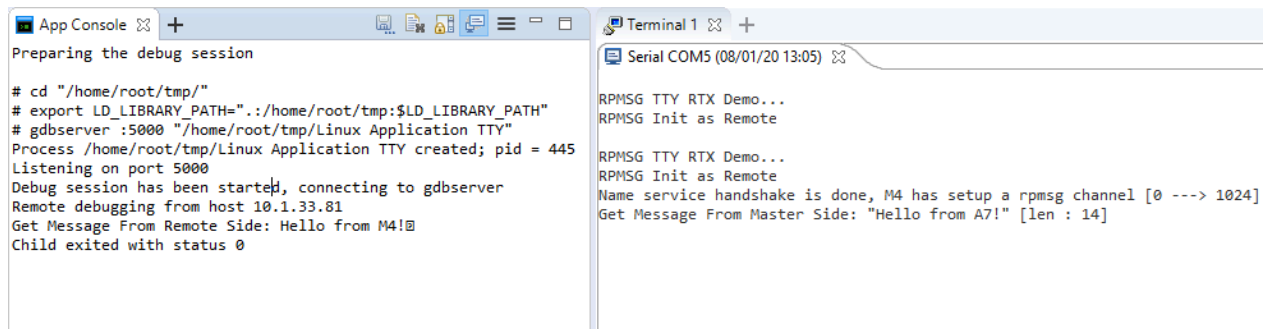 App Console
Preparing the debug session
# cd "/home/root/tmp/"
# export LD_LIBRARY_PATH=".:/home/root/tmp:$LD_LIBRARY_PATH"
# gdbserver :5000 "/home/root/tmp/Linux Application TTY"
Process /home/root/tmp/Linux Application TTY created; pid = 445
Listening on port 5000
Debug session has been started, connecting to gdbserver
Remote debugging from host 10.1.33.81
Get Message From Remote Side: Hello from M4!
Child exited with status 0
Terminal 1
Serial COM5 (08/01/20 13:05)
RPMSG TTY RTX Demo...
RPMSG Init as Remote
RPMSG TTY RTX Demo...
RPMSG Init as Remote
Name service handshake is done, M4 has setup a rpmsg channel [0 ---> 1024]
Get Message From Master Side: "Hello from A7!" [len : 14]